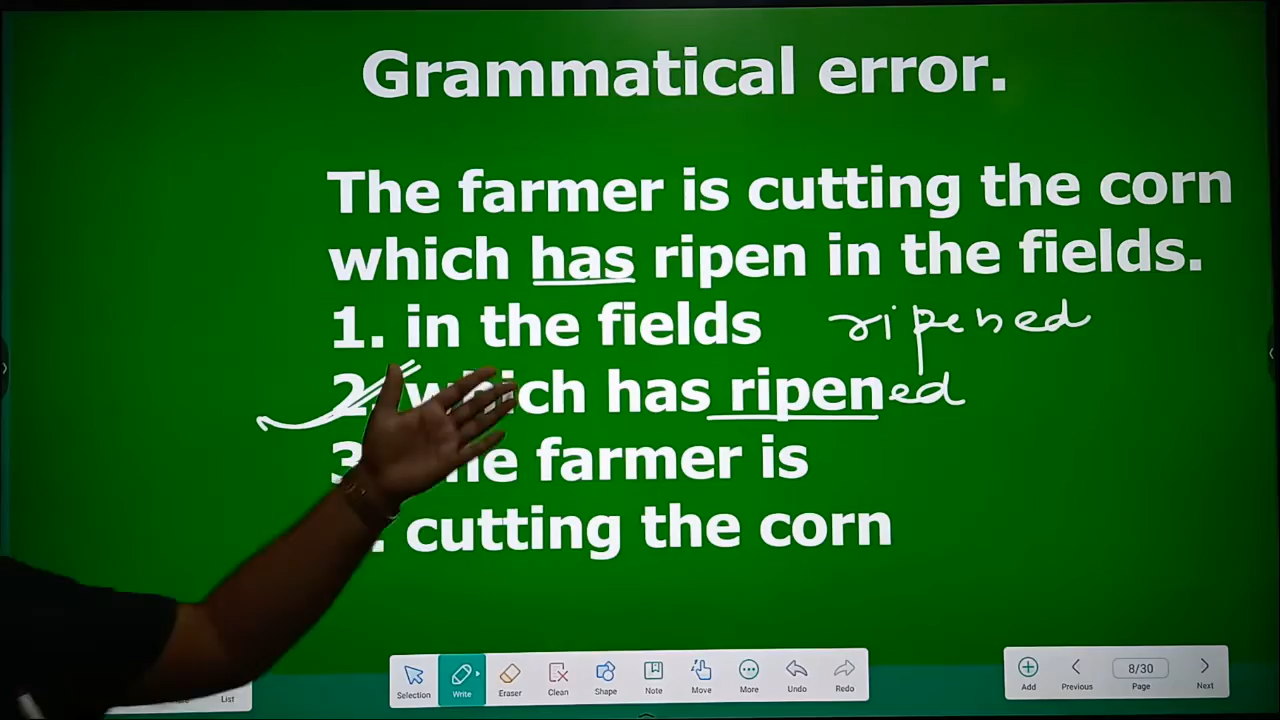 Grammatical error.
The farmer is cutting the corn
which has ripen in the fields.
1. in the fields ripened
2. which has ripened
3. the farmer is
. cutting the corn
Selection Write Eraser Clean Shape Note Move More Undo Redo
List
Add Previous 8/30 Page Next